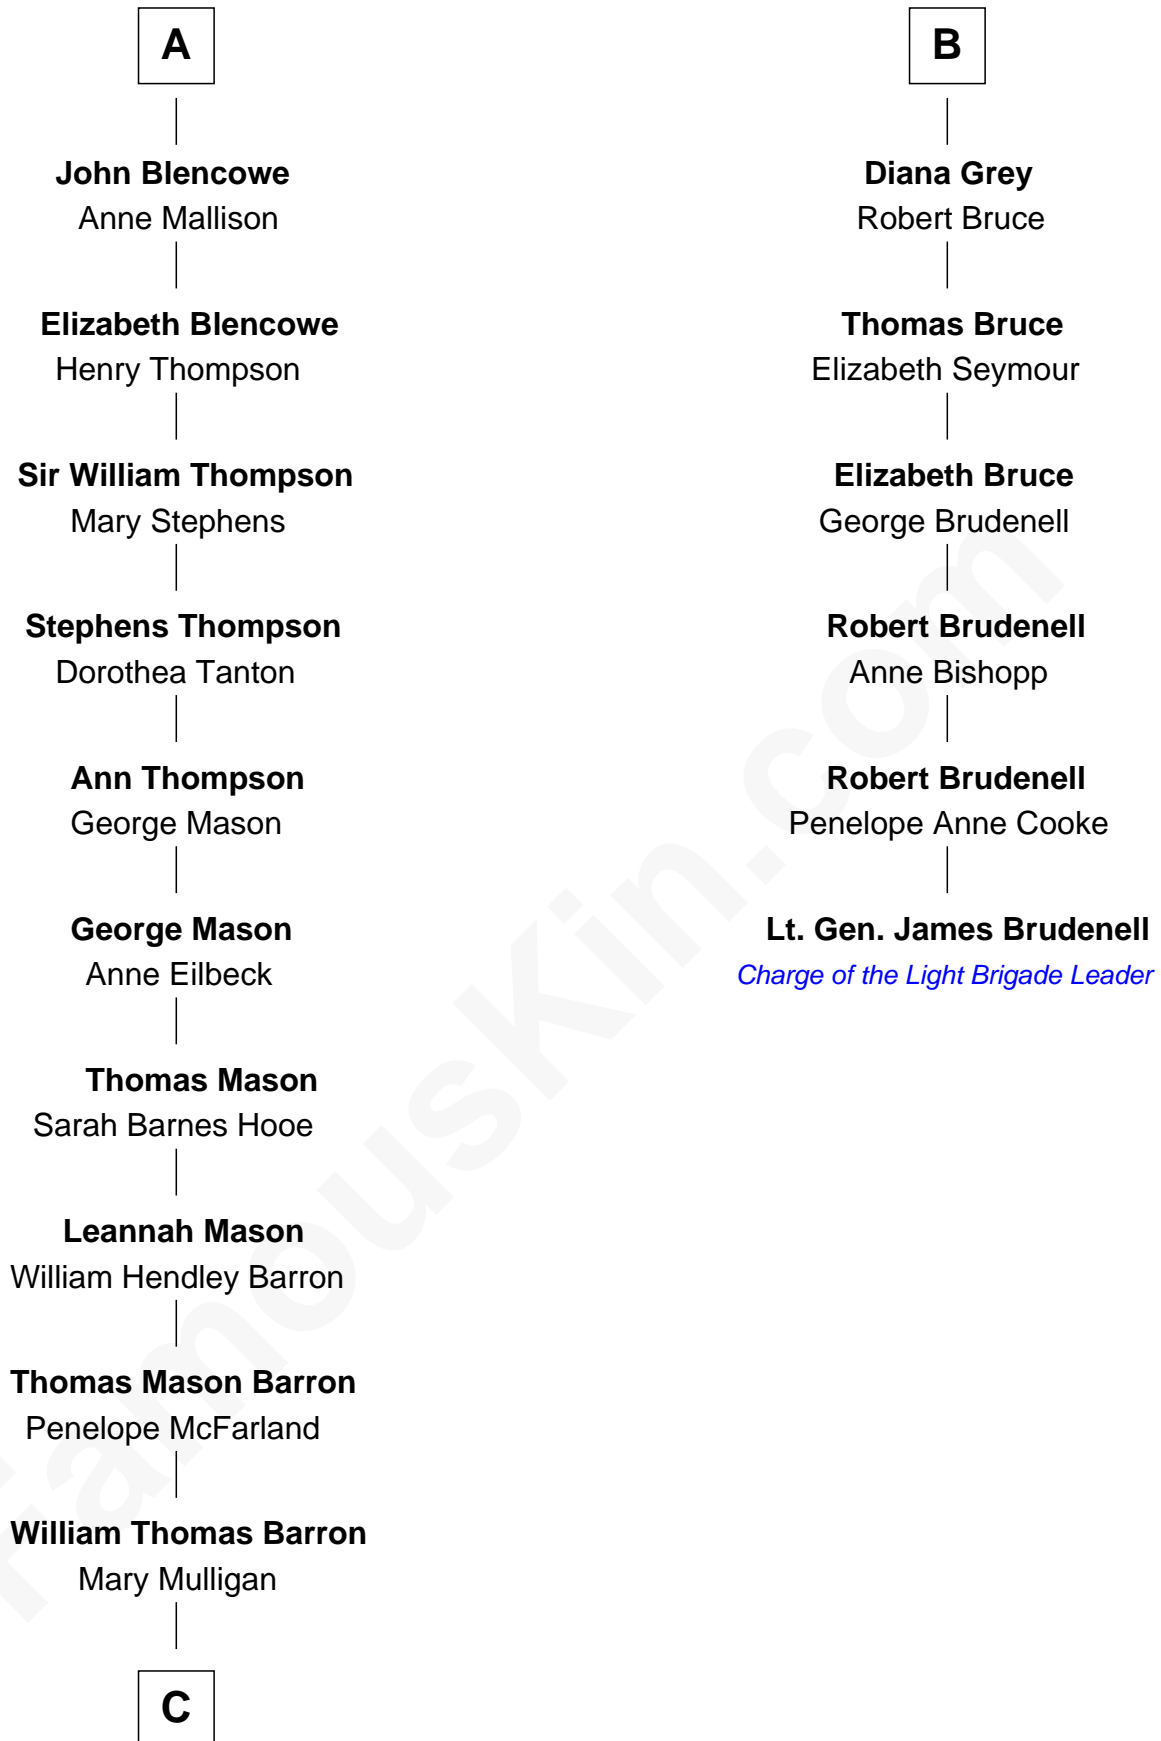 A
John Blencowe
Anne Mallison
Elizabeth Blencowe
Henry Thompson
Sir William Thompson
Mary Stephens
Stephens Thompson
Dorothea Tanton
Ann Thompson
George Mason
George Mason
Anne Eilbeck
Thomas Mason
Sarah Barnes Hooe
Leannah Mason
William Hendley Barron
Thomas Mason Barron
Penelope McFarland
William Thomas Barron
Mary Mulligan
C
B
Diana Grey
Robert Bruce
Thomas Bruce
Elizabeth Seymour
Elizabeth Bruce
George Brudenell
Robert Brudenell
Anne Bishopp
Robert Brudenell
Penelope Anne Cooke
Lt. Gen. James Brudenell
Charge of the Light Brigade Leader
FamousKin.com